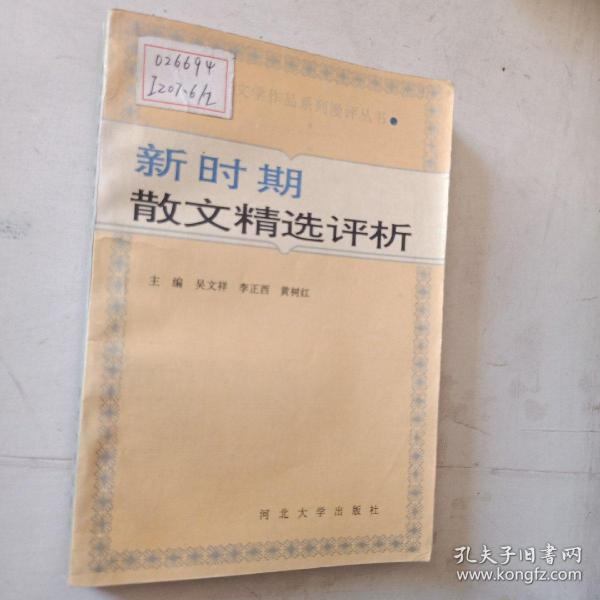 026694
I207.6/2
文学作品系列漫评丛书●
新时期
散文精选评析
主编 吴文祥 李正西 黄树红
河北大学出版社
孔夫子旧书网
www.kongfz.com